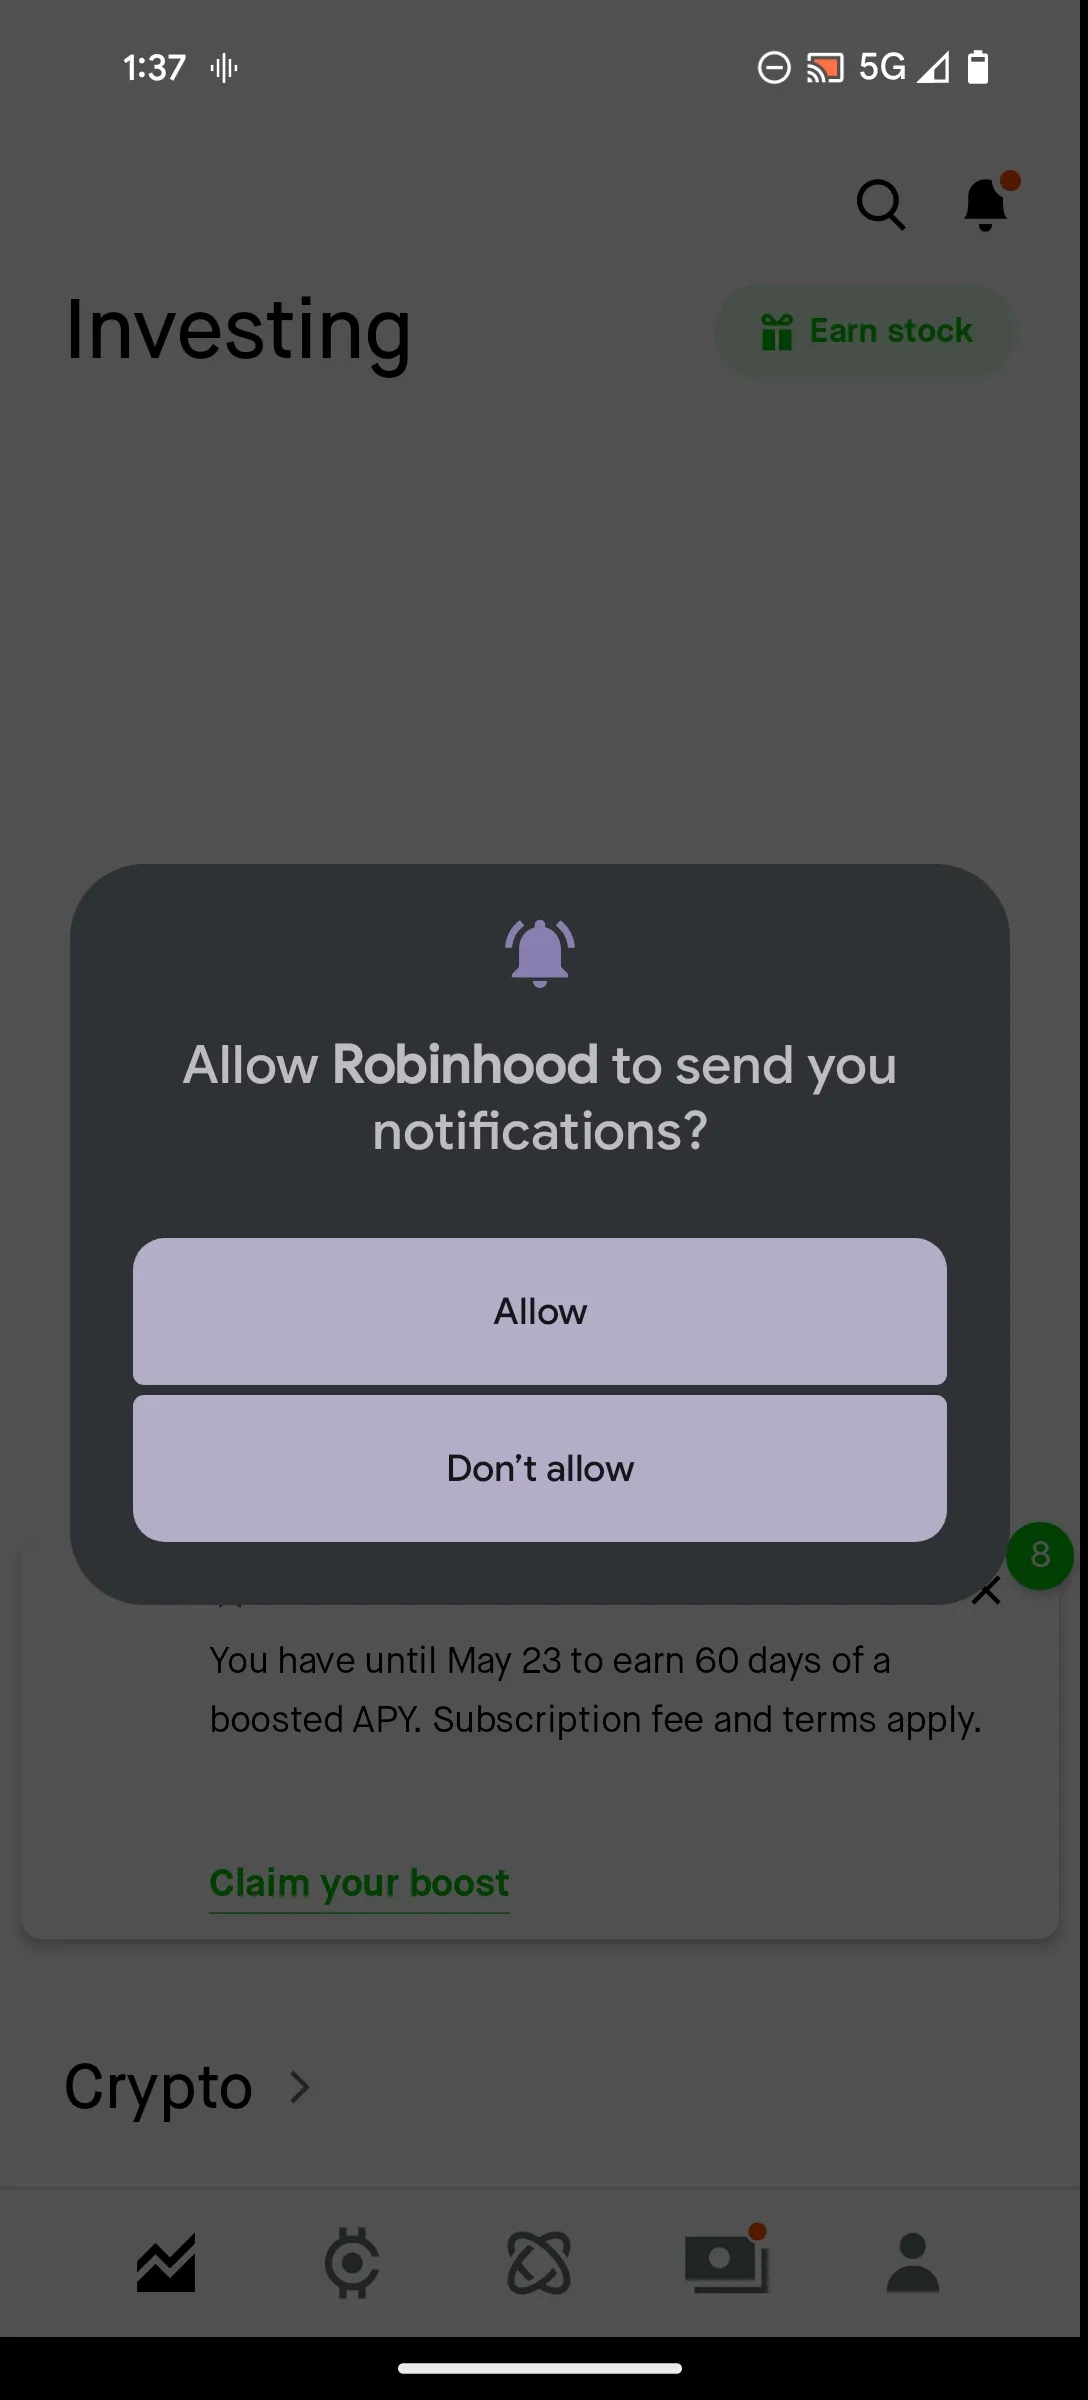 1:37
5G
Investing
Earn stock
Allow Robinhood to send you
notifications?
Allow
Don’t allow
8
You have until May 23 to earn 60 days of a
boosted APY. Subscription fee and terms apply.
Claim your boost
Crypto